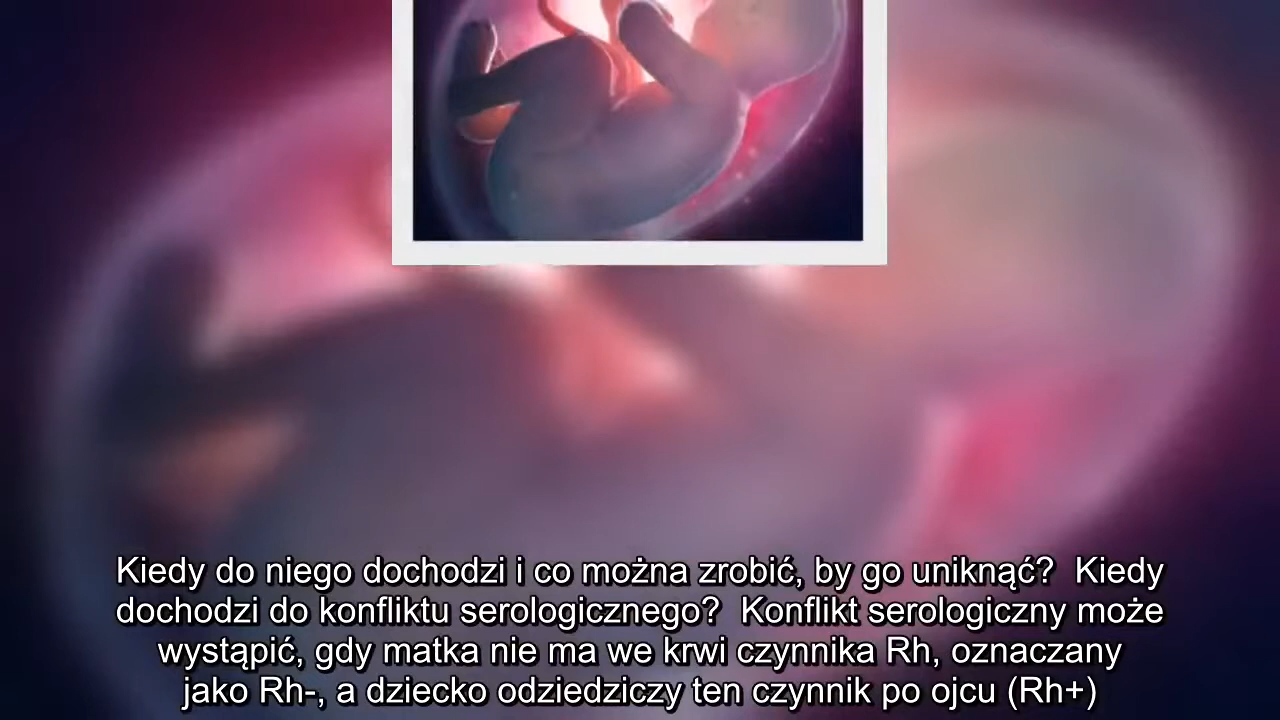 Kiedy do niego dochodzi i co można zrobić, by go uniknąć?  Kiedy
dochodzi do konfliktu serologicznego?  Konflikt serologiczny może
wystąpić, gdy matka nie ma we krwi czynnika Rh, oznaczany
jako Rh-, a dziecko odziedziczy ten czynnik po ojcu (Rh+)